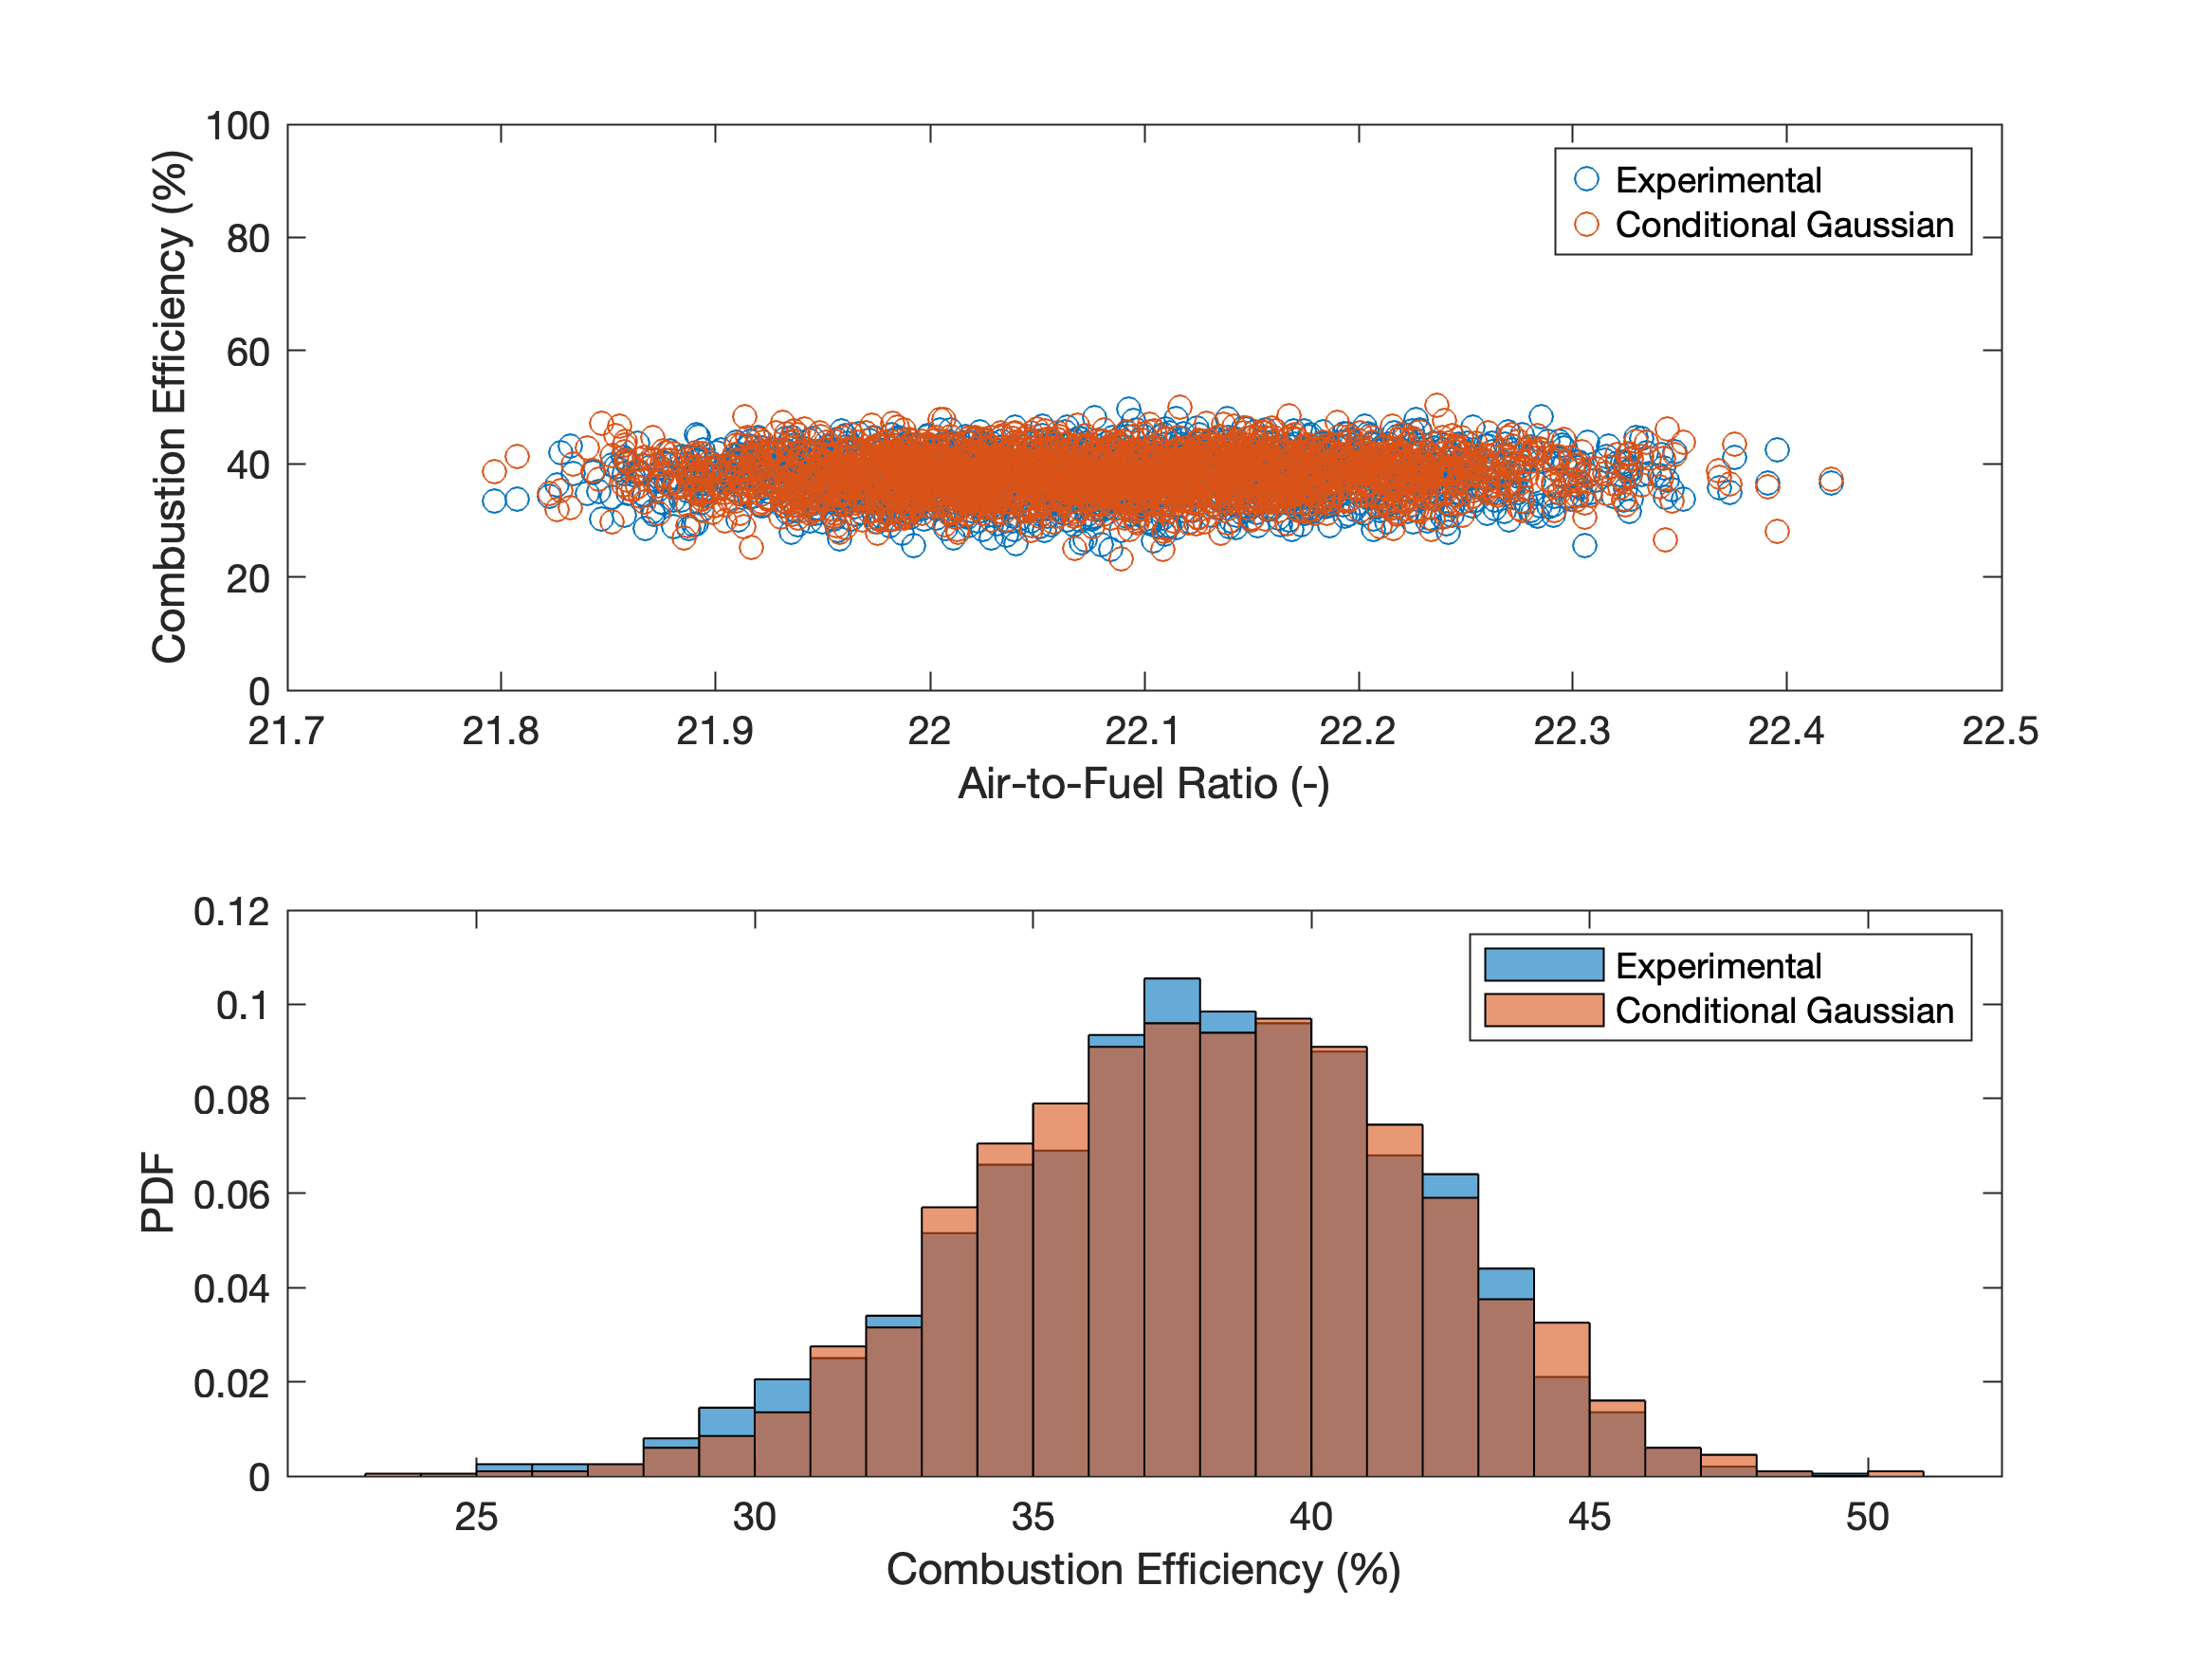 100
80
60
40
20
0
Combustion Efficiency (%)
Experimental
Conditional Gaussian
21.7 21.8 21.9 22 22.1 22.2 22.3 22.4 22.5
Air-to-Fuel Ratio (-)
0.12
0.1
0.08
0.06
0.04
0.02
0
PDF
Experimental
Conditional Gaussian
25 30 35 40 45 50
Combustion Efficiency (%)